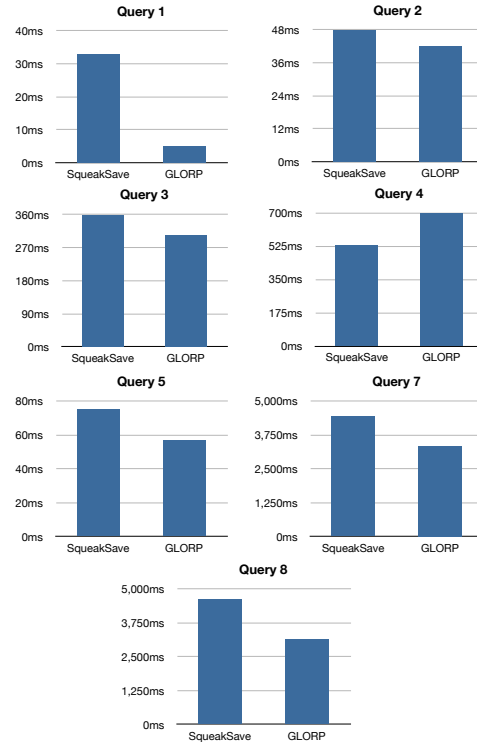 Query 1
40ms
30ms
20ms
10ms
0ms
SqueakSave GLORP
Query 2
48ms
36ms
24ms
12ms
0ms
SqueakSave GLORP
Query 3
360ms
270ms
180ms
90ms
0ms
SqueakSave GLORP
Query 4
700ms
525ms
350ms
175ms
0ms
SqueakSave GLORP
Query 5
80ms
60ms
40ms
20ms
0ms
SqueakSave GLORP
Query 7
5,000ms
3,750ms
2,500ms
1,250ms
0ms
SqueakSave GLORP
Query 8
5,000ms
3,750ms
2,500ms
1,250ms
0ms
SqueakSave GLORP